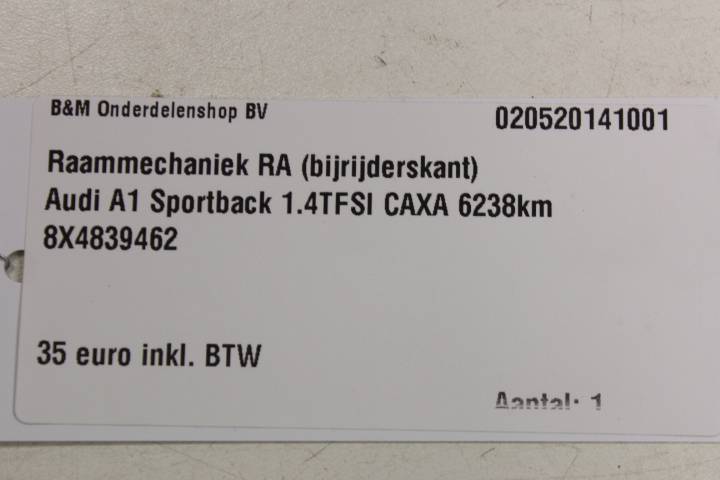 B&M Onderdelenshop BV 020520141001
Raammechaniek RA (bijrijderskant)
Audi A1 Sportback 1.4TFSI CAXA 6238km
8X4839462
35 euro inkl. BTW
Aantal: 1